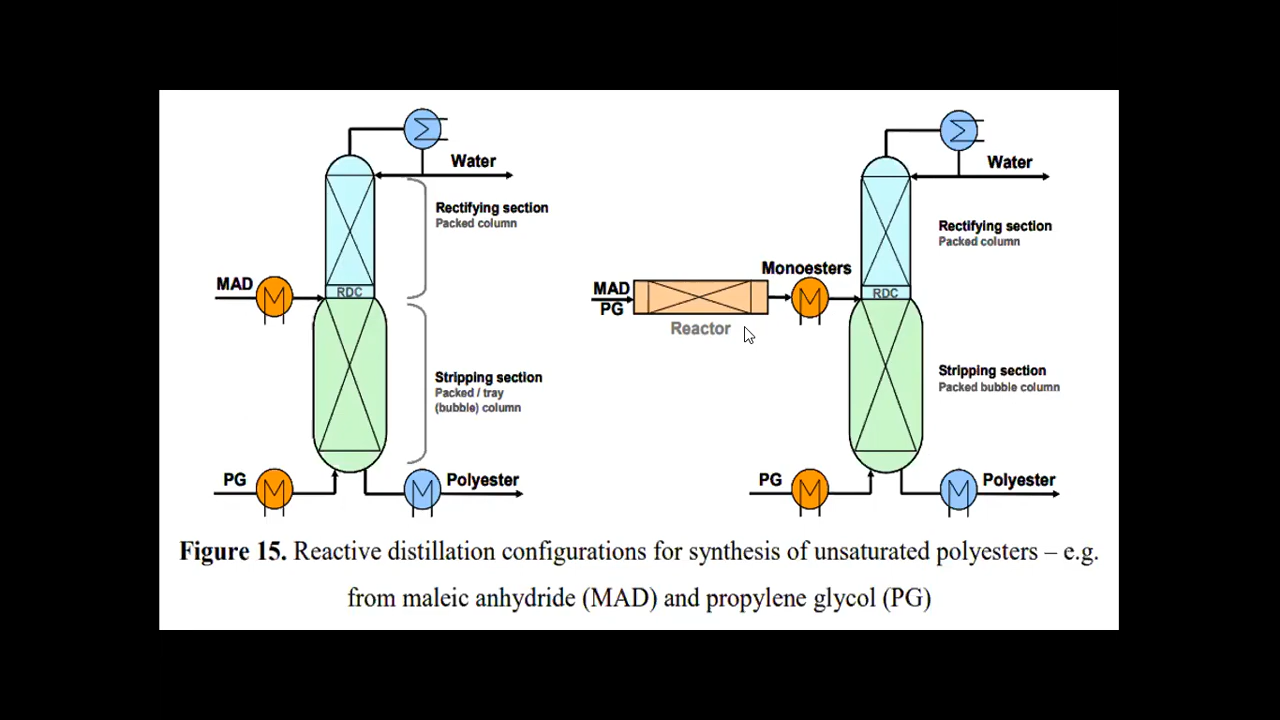 Water
Rectifying section
Packed column
MAD
RDC
Stripping section
Packed / tray
(bubble) column
PG
Polyester
Water
Rectifying section
Packed column
Monoesters
MAD
PG
Reactor
RDC
Stripping section
Packed bubble column
PG
Polyester
Figure 15. Reactive distillation configurations for synthesis of unsaturated polyesters – e.g.
from maleic anhydride (MAD) and propylene glycol (PG)